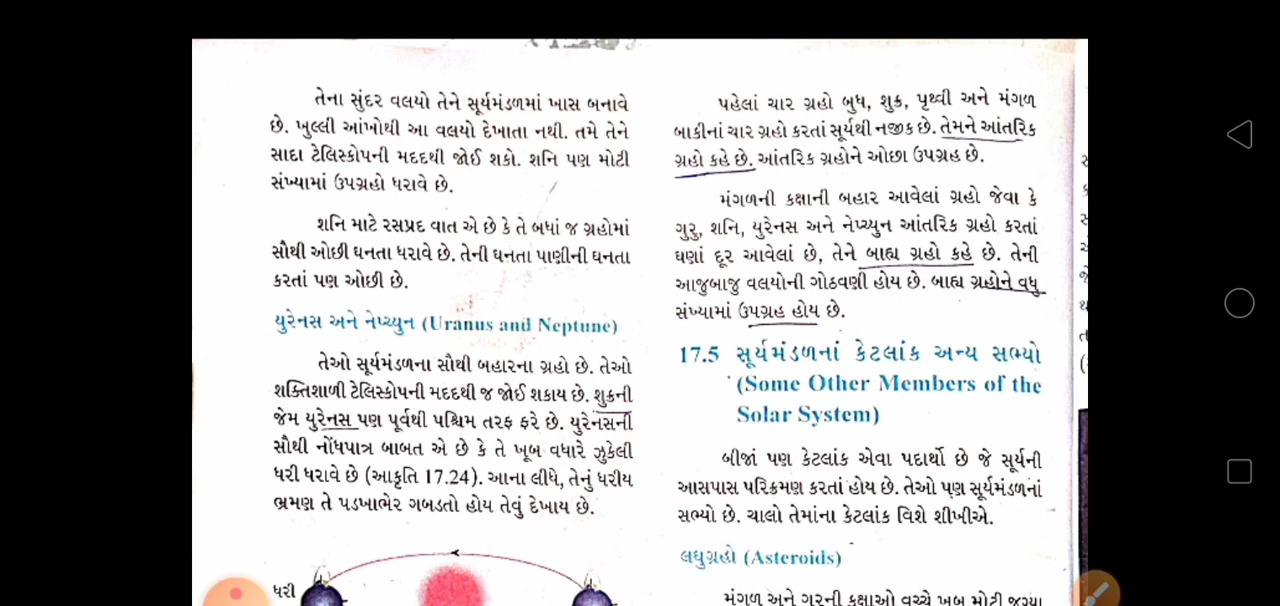 તેના સુંદર વલયો તેને સૂર્યમંડળમાં ખાસ બનાવે
છે. ખુલ્લી આંખોથી આ વલયો દેખાતા નથી. તમે તેને
સાદા ટેલિસ્કોપની મદદથી જોઈ શકો. શનિ પણ મોટી
સંખ્યામાં ઉપગ્રહો ધરાવે છે.
શનિ માટે રસપ્રદ વાત એ છે કે તે બધાં જ ગ્રહોમાં
સૌથી ઓછી ઘનતા ધરાવે છે. તેની ઘનતા પાણીની ઘનતા
કરતાં પણ ઓછી છે.
યુરેનસ અને નેપ્ચ્યુન (Uranus and Neptune)
તેઓ સૂર્યમંડળના સૌથી બહારના ગ્રહો છે. તેઓ
શક્તિશાળી ટેલિસ્કોપની મદદથી જ જોઈ શકાય છે. શુક્રની
જેમ યુરેનસ પણ પૂર્વથી પશ્ચિમ તરફ ફરે છે. યુરેનસની
સૌથી નોંધપાત્ર બાબત એ છે કે તે ખૂબ વધારે ઝુકેલી
ધરી ધરાવે છે (આકૃતિ 17.24). આના લીધે, તેનું ધરીય
ભ્રમણ તે પડખાભેર ગબડતો હોય તેવું દેખાય છે.
ધરી
પહેલાં ચાર ગ્રહો બુધ, શુક્ર, પૃથ્વી અને મંગળ
બાકીનાં ચાર ગ્રહો કરતાં સૂર્યથી નજીક છે. તેમને આંતરિક
ગ્રહો કહે છે. આંતરિક ગ્રહોને ઓછા ઉપગ્રહ છે.
મંગળની કક્ષાની બહાર આવેલાં ગ્રહો જેવા કે
ગુરુ, શનિ, યુરેનસ અને નેપ્ચ્યુન આંતરિક ગ્રહો કરતાં
ઘણાં દૂર આવેલાં છે, તેને બાહ્ય ગ્રહો કહે છે. તેની
આજુબાજુ વલયોની ગોઠવણી હોય છે. બાહ્ય ગ્રહોને વધુ
સંખ્યામાં ઉપગ્રહ હોય છે.
17.5 સૂર્યમંડળનાં કેટલાંક અન્ય સભ્યો
(Some Other Members of the
Solar System)
બીજાં પણ કેટલાંક એવા પદાર્થો છે જે સૂર્યની
આસપાસ પરિક્રમણ કરતાં હોય છે. તેઓ પણ સૂર્યમંડળનાં
સભ્યો છે. ચાલો તેમાંના કેટલાંક વિશે શીખીએ.
લઘુગ્રહો (Asteroids)
મંગળ અને ગુરુની કક્ષાઓ વચ્ચે ખૂબ મોટી જગ્યા